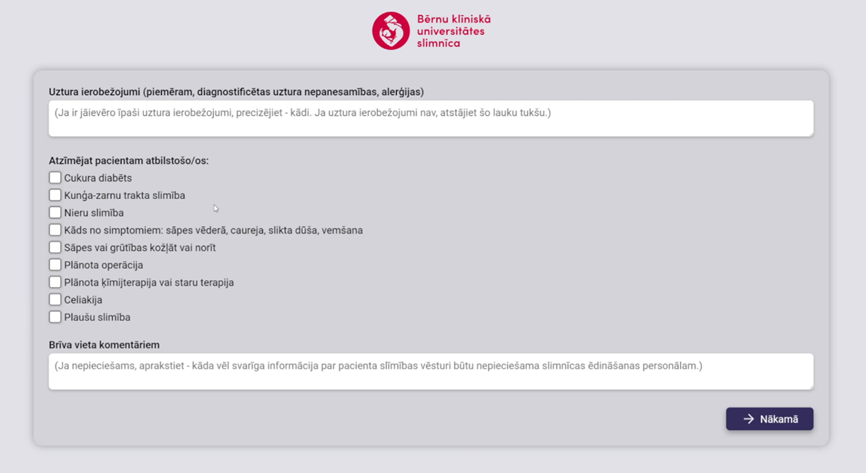 Bērnu klīniskā
universitātes
slimnīca
Uztura ierobežojumi (piemēram, diagnostificētas uztura nepanesamības, alerģijas)
(Ja ir jāievēro īpaši uztura ierobežojumi, precizējiet - kādi. Ja uztura ierobežojumi nav, atstājiet šo lauku tukšu.)
Atzīmējat pacientam atbilstošo/os:
Cukura diabēts
Kuņģa-zarnu trakta slimība
Nieru slimība
Kāds no simptomiem: sāpes vēderā, caureja, slikta dūša, vemšana
Sāpes vai grūtības kožļāt vai norīt
Plānota operācija
Plānota ķīmijterapija vai staru terapija
Celiakija
Plaušu slimība
Brīva vieta komentāriem
(Ja nepieciešams, aprakstiet - kāda vēl svarīga informācija par pacienta slimības vēsturi būtu nepieciešama slimnīcas ēdināšanas personālam.)
→ Nākamā